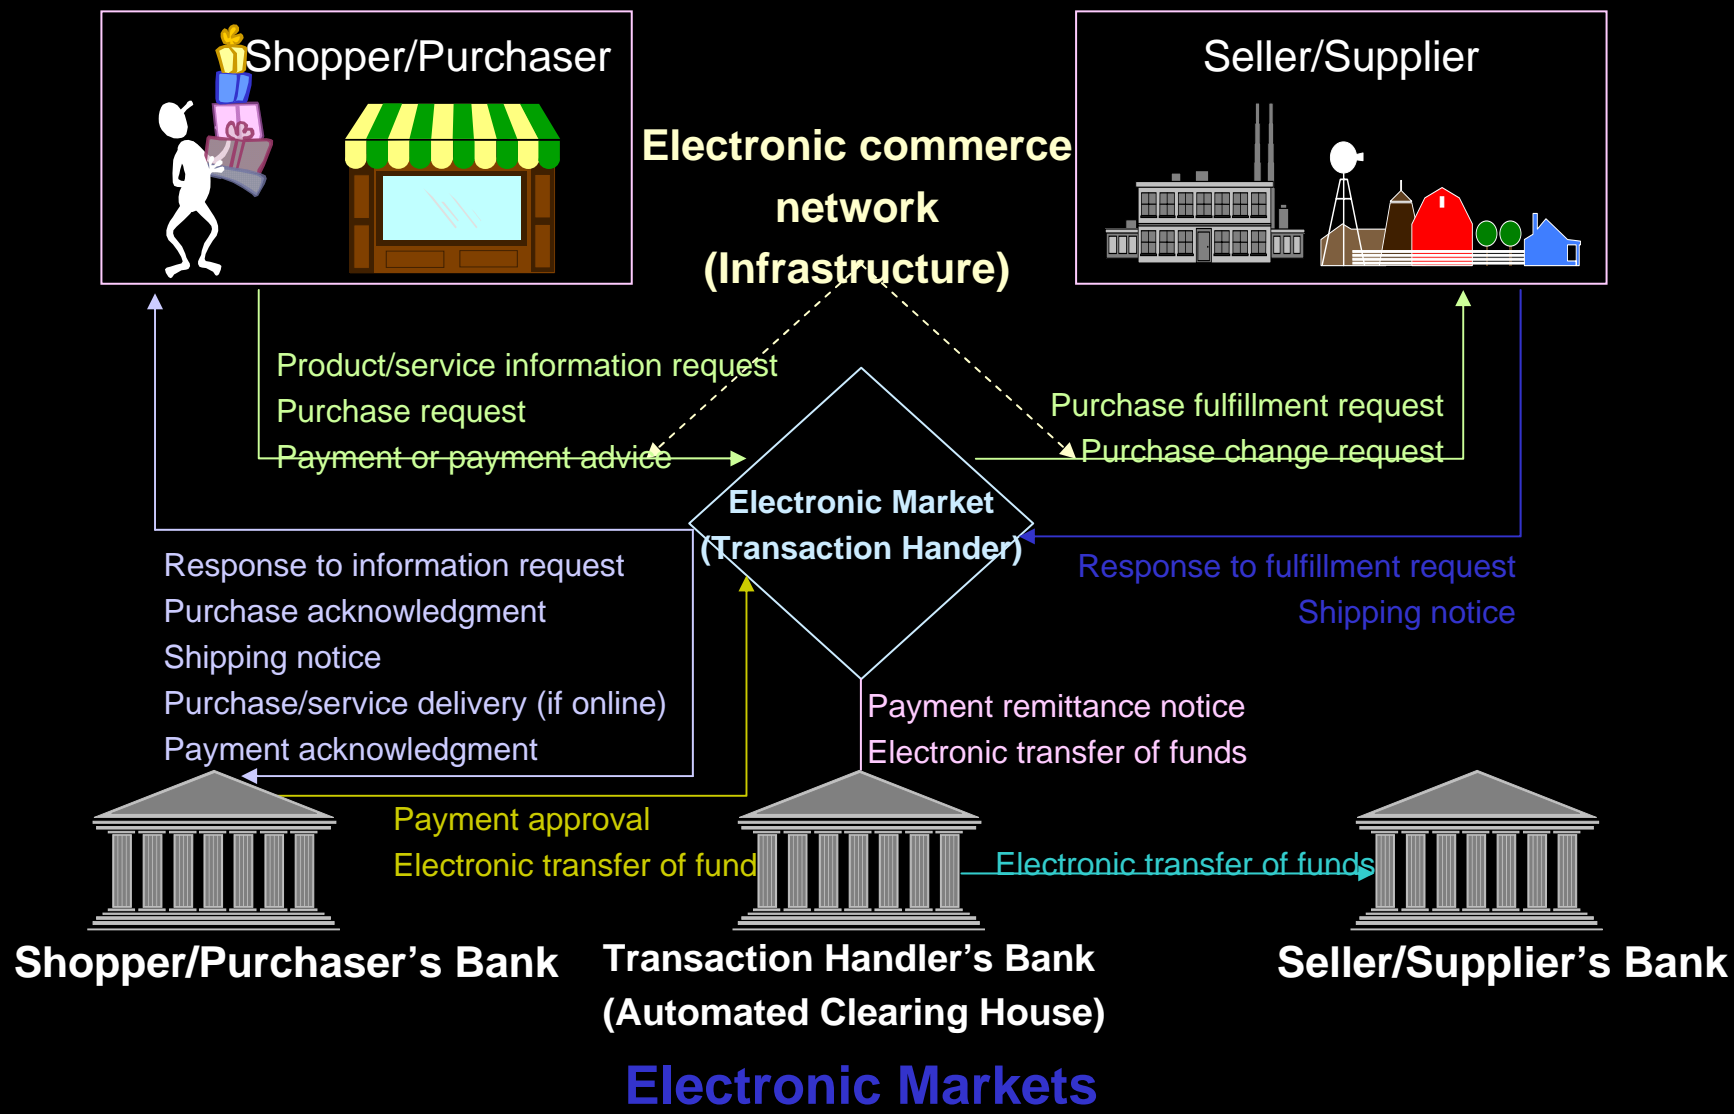 Shopper/Purchaser
Seller/Supplier
Electronic commerce
network
(Infrastructure)
Product/service information request
Purchase request
Payment or payment advice
Purchase fulfillment request
Purchase change request
Electronic Market
(Transaction Hander)
Response to information request
Purchase acknowledgment
Shipping notice
Purchase/service delivery (if online)
Payment acknowledgment
Response to fulfillment request
Shipping notice
Payment remittance notice
Electronic transfer of funds
Payment approval
Electronic transfer of fund
Electronic transfer of funds
Shopper/Purchaser’s Bank
Transaction Handler’s Bank
(Automated Clearing House)
Seller/Supplier’s Bank
Electronic Markets